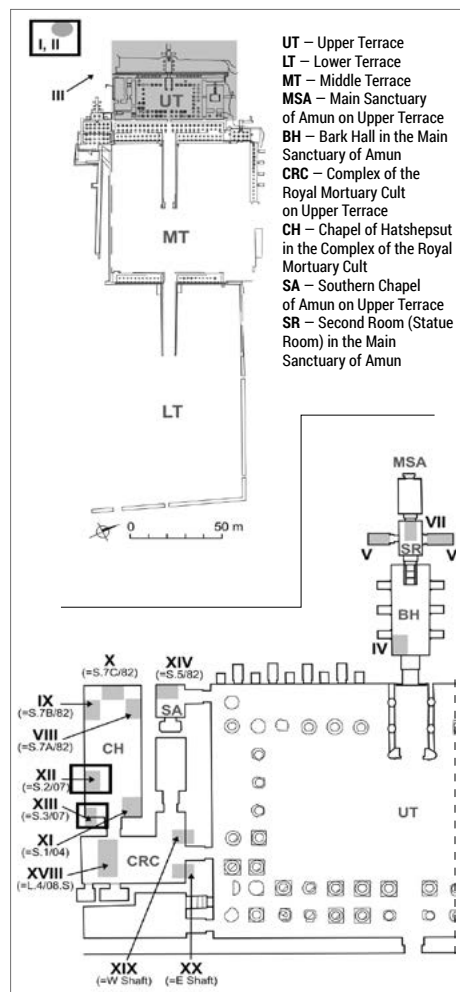 I, II
III
UT
MT
LT
0 50 m
UT – Upper Terrace
LT – Lower Terrace
MT – Middle Terrace
MSA – Main Sanctuary
of Amun on Upper Terrace
BH – Bark Hall in the Main
Sanctuary of Amun
CRC – Complex of the
Royal Mortuary Cult
on Upper Terrace
CH – Chapel of Hatshepsut
in the Complex of the Royal
Mortuary Cult
SA – Southern Chapel
of Amun on Upper Terrace
SR – Second Room (Statue
Room) in the Main
Sanctuary of Amun
MSA
VII
V
SR
V
BH
IV
X
(=S.7C/82)
XIV
(=S.5/82)
IX
(=S.7B/82)
SA
VIII
(=S.7A/82)
CH
XII
(=S.2/07)
UT
XIII
(=S.3/07)
XI
(=S.1/04)
CRC
XVIII
(=L.4/08.S)
XIX
(=W Shaft)
XX
(=E Shaft)